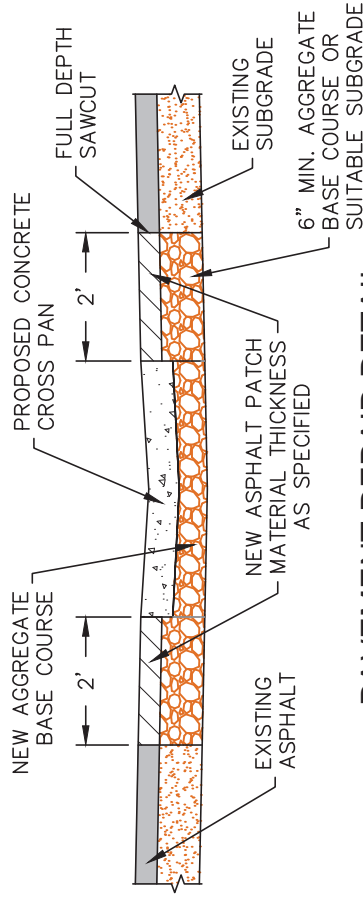 NEW AGGREGATE
BASE COURSE
PROPOSED CONCRETE
CROSS PAN
FULL DEPTH
SAWCUT
2'
2'
EXISTING
ASPHALT
NEW ASPHALT PATCH
MATERIAL THICKNESS
AS SPECIFIED
EXISTING
SUBGRADE
6" MIN. AGGREGATE
BASE COURSE OR
SUITABLE SUBGRADE
PAVEMENT REPAIR DETAIL